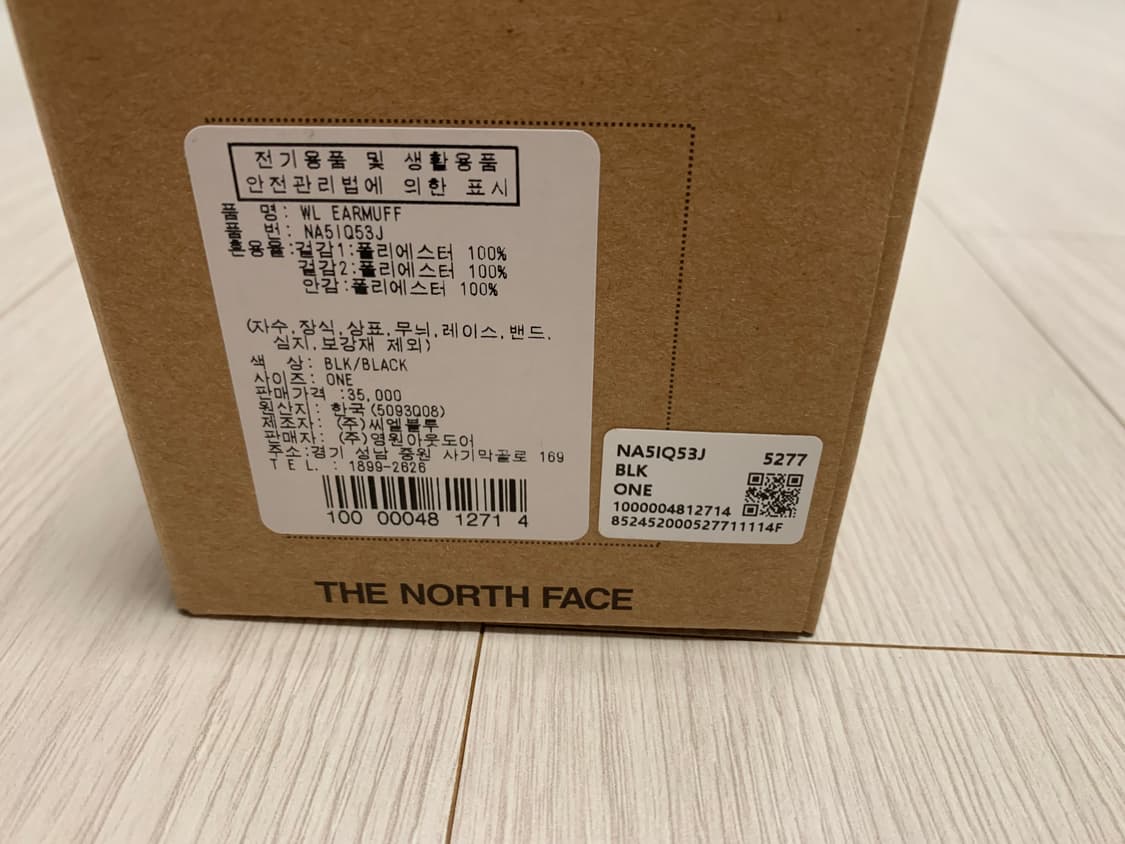 전기용품 및 생활용품
안전관리법에 의한 표시
품 명: WL EARMUFF
품 번: NA5IQ53J
혼용율:겉감1:폴리에스터 100%
겉감2:폴리에스터 100%
안감:폴리에스터 100%
(자수,장식,상표,무늬,레이스,밴드,
심지,보강재 제외)
색 상: BLK/BLACK
사이즈: ONE
판매가격 :35,000
원산지: 한국(5093Q08)
제조자: (주)씨엘블루
판매자: (주)영원아웃도어
주소:경기 성남 중원 사기막골로 169
T E L. : 1899-2626
100 00048 1271 4
NA5IQ53J 5277
BLK
ONE
1000004812714
852452000527711114F
THE NORTH FACE